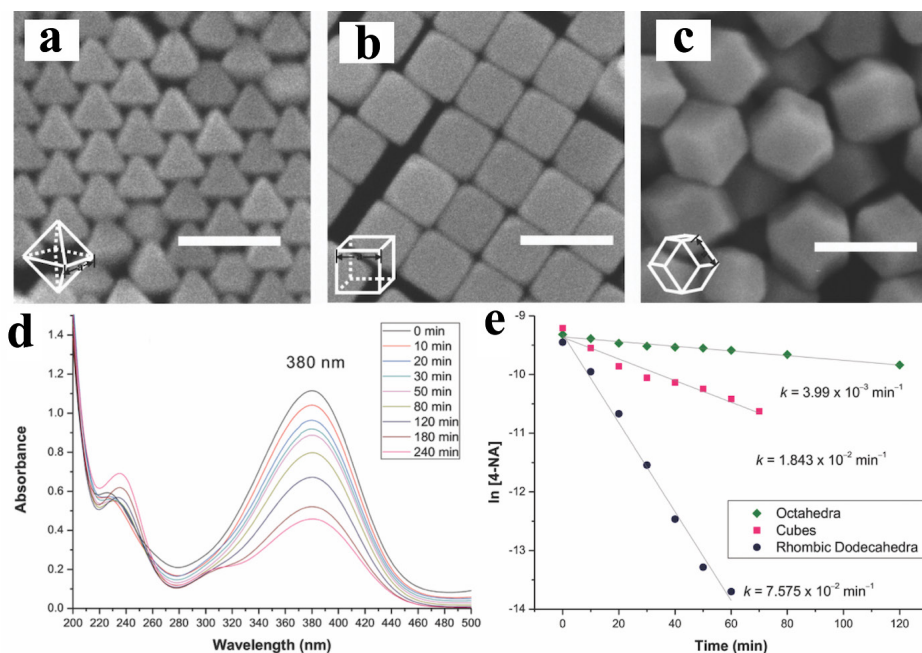 a
b
c
d
380 nm
0 min
10 min
20 min
30 min
50 min
80 min
120 min
180 min
240 min
1.4
1.2
1.0
0.8
0.6
0.4
0.2
0.0
Absorbance
200 220 240 260 280 300 320 340 360 380 400 420 440 460 480 500
Wavelength (nm)
e
-9
-10
-11
-12
-13
-14
ln [4-NA]
k = 3.99 x 10⁻³ min⁻¹
k = 1.843 x 10⁻² min⁻¹
Octahedra
Cubes
Rhombic Dodecahedra
k = 7.575 x 10⁻² min⁻¹
0 20 40 60 80 100 120
Time (min)